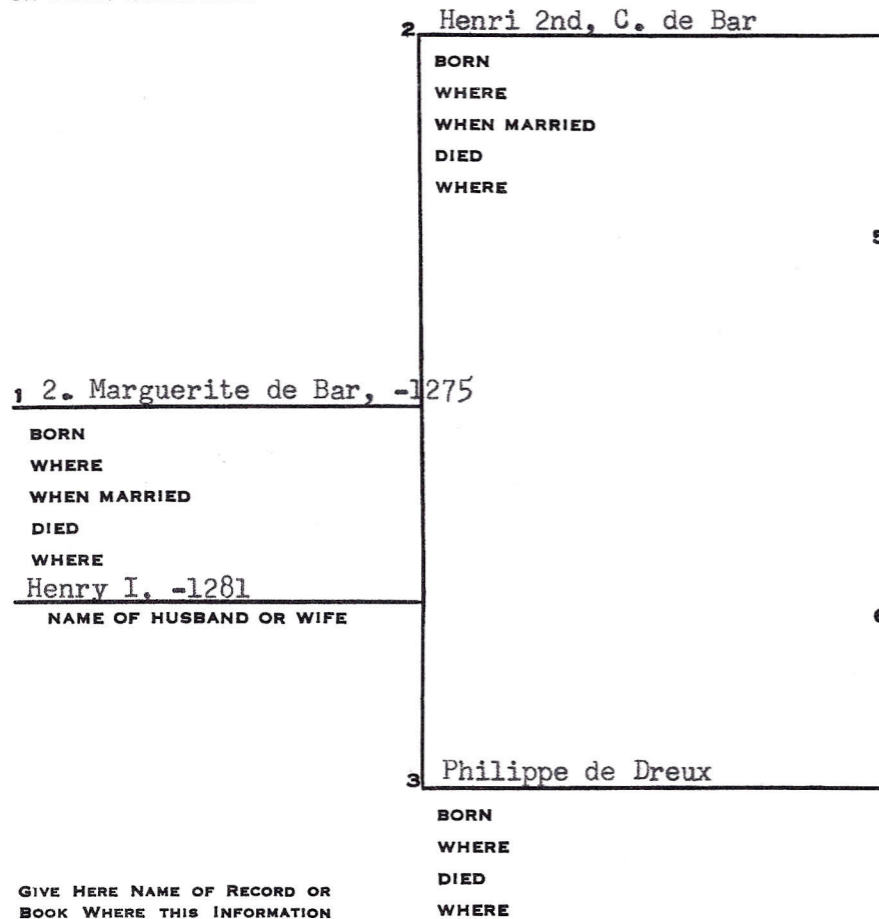 2 Henri 2nd, C. de Bar
BORN
WHERE
WHEN MARRIED
DIED
WHERE
5
1 2. Marguerite de Bar, -1275
BORN
WHERE
WHEN MARRIED
DIED
WHERE
Henry I. -1281
NAME OF HUSBAND OR WIFE
6
3 Philippe de Dreux
BORN
WHERE
DIED
WHERE
GIVE HERE NAME OF RECORD OR
BOOK WHERE THIS INFORMATION